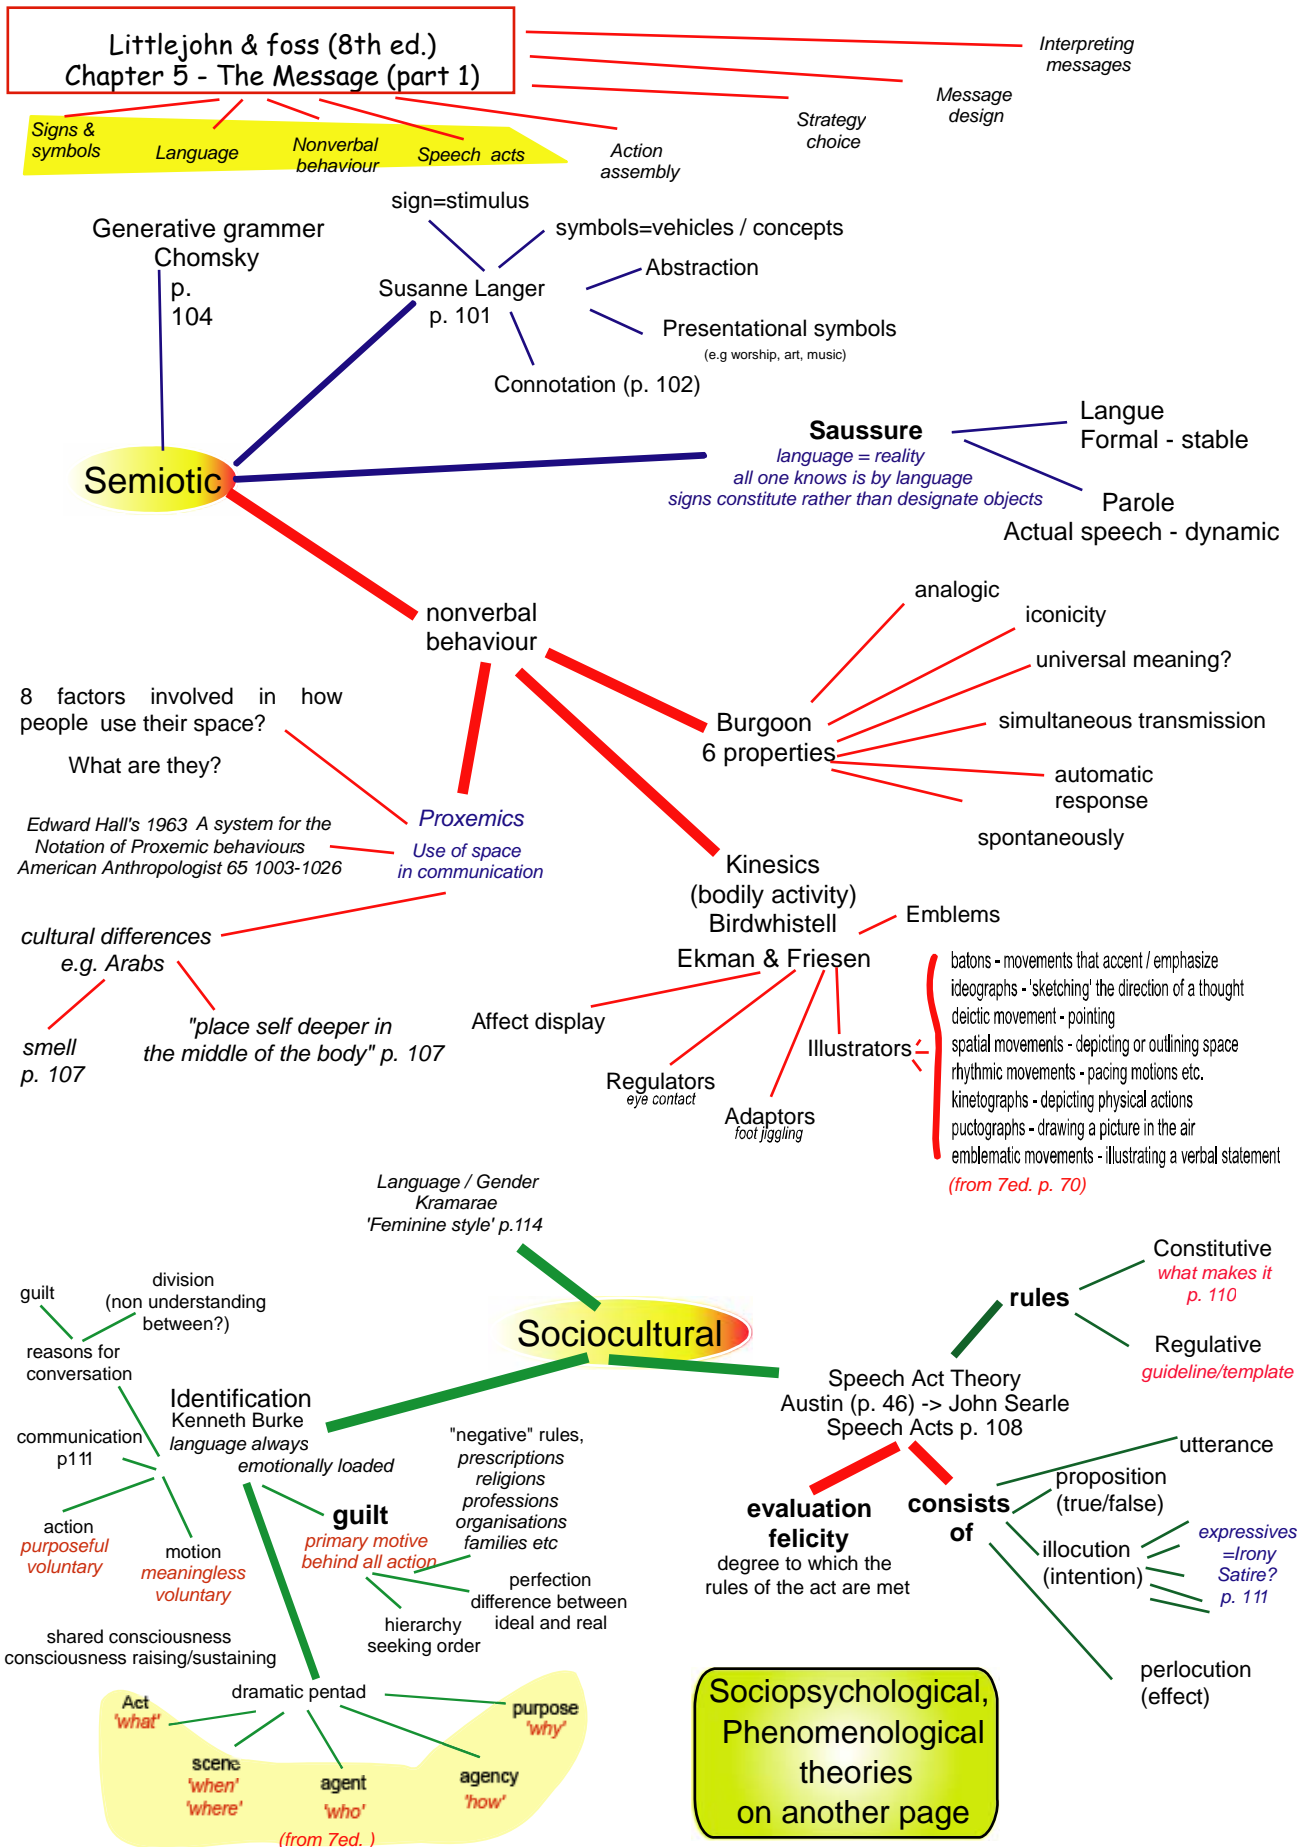 Littlejohn & foss (8th ed.)
Chapter 5 - The Message (part 1)
Interpreting
messages
Message
design
Strategy
choice
Signs &
symbols
Language
Nonverbal
behaviour
Speech acts
Action
assembly
sign=stimulus
symbols=vehicles / concepts
Generative grammer
Chomsky
p.
104
Abstraction
Susanne Langer
p. 101
Presentational symbols
(e.g worship, art, music)
Connotation (p. 102)
Langue
Formal - stable
Saussure
language = reality
all one knows is by language
signs constitute rather than designate objects
Semiotic
Parole
Actual speech - dynamic
analogic
iconicity
nonverbal
behaviour
universal meaning?
8 factors involved in how
people use their space?
What are they?
Burgoon
6 properties
simultaneous transmission
automatic
response
spontaneously
Proxemics
Use of space
in communication
Edward Hall's 1963 A system for the
Notation of Proxemic behaviours
American Anthropologist 65 1003-1026
Kinesics
(bodily activity)
Birdwhistell
Ekman & Friesen
Emblems
cultural differences
e.g. Arabs
batons - movements that accent / emphasize
ideographs - 'sketching' the direction of a thought
deictic movement - pointing
spatial movements - depicting or outlining space
rhythmic movements - pacing motions etc.
kinetographs - depicting physical actions
puctographs - drawing a picture in the air
emblematic movements - illustrating a verbal statement
(from 7ed. p. 70)
Affect display
"place self deeper in
the middle of the body" p. 107
smell
p. 107
Illustrators
Regulators
eye contact
Adaptors
foot jiggling
Language / Gender
Kramarae
'Feminine style' p.114
Constitutive
what makes it
p. 110
rules
Regulative
guideline/template
division
(non understanding
between?)
guilt
reasons for
conversation
Sociocultural
Speech Act Theory
Austin (p. 46) -> John Searle
Speech Acts p. 108
Identification
Kenneth Burke
language always
emotionally loaded
communication
p111
"negative" rules,
prescriptions
religions
professions
organisations
families etc
utterance
proposition
(true/false)
evaluation
felicity
degree to which the
rules of the act are met
consists
of
guilt
primary motive
behind all action
action
purposeful
voluntary
motion
meaningless
voluntary
illocution
(intention)
expressives
=Irony
Satire?
p. 111
perfection
difference between
ideal and real
hierarchy
seeking order
shared consciousness
consciousness raising/sustaining
perlocution
(effect)
dramatic pentad
Act
'what'
purpose
'why'
scene
'when'
'where'
agent
'who'
agency
'how'
(from 7ed. )
Sociopsychological,
Phenomenological
theories
on another page